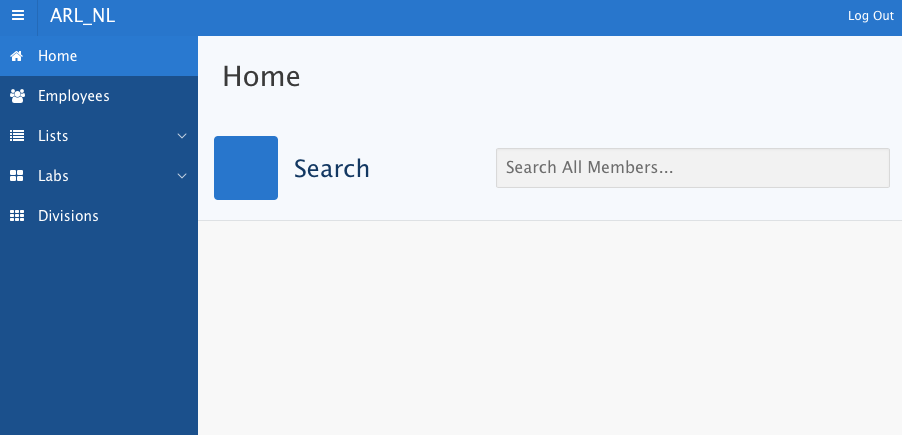 ARL_NL
Log Out
Home
Employees
Lists
Labs
Divisions
Home
Search
Search All Members...